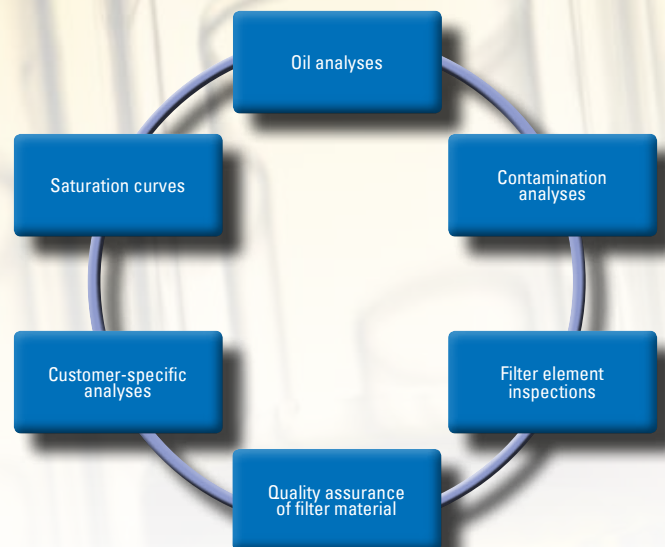 Oil analyses
Contamination
analyses
Filter element
inspections
Quality assurance
of filter material
Customer-specific
analyses
Saturation curves